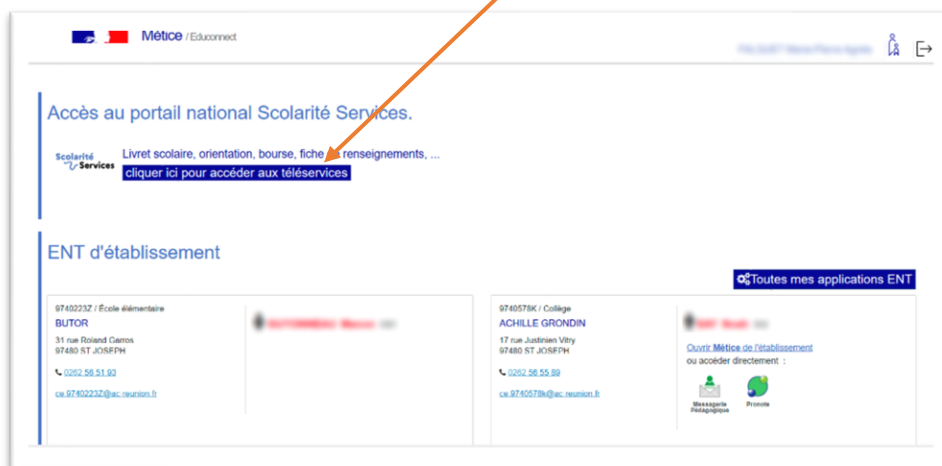 Métice / Educonnect
Accès au portail national Scolarité Services.
Scolarité
Services
Livret scolaire, orientation, bourse, fiche renseignements, ...
cliquer ici pour accéder aux téléservices
ENT d'établissement
Toutes mes applications ENT
9740223Z / École élémentaire
BUTOR
31 rue Roland Garros
97480 ST JOSEPH
0262 56 51 93
ce.9740223Z@ac reunion.fr
9740578K / Collège
ACHILLE GRONDIN
17 rue Justinien Vitry
97480 ST JOSEPH
0262 56 55 89
ce.9740578k@ac reunion.fr
Ouvrir Métice de l'établissement
ou accéder directement :
Messagerie
Pédagogique
Pronote